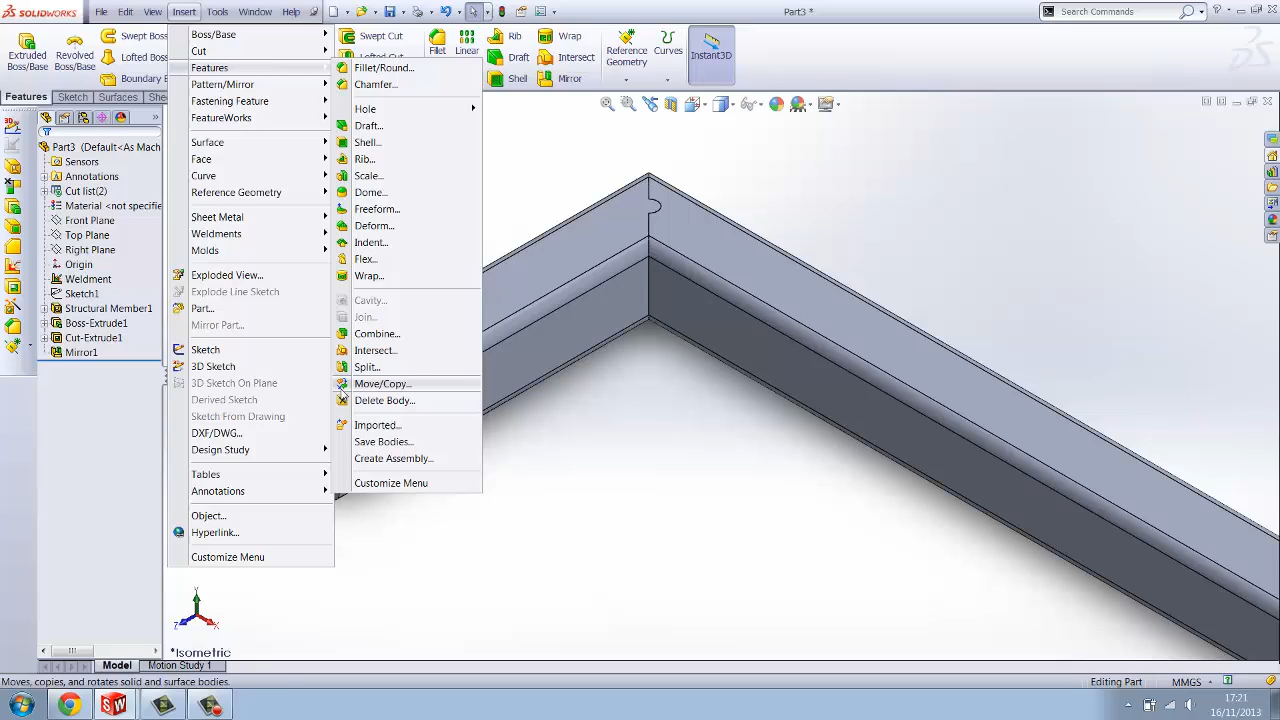 SOLIDWORKS File Edit View Insert Tools Window Help Part3 * Search Commands
Extruded Boss/Base
Revolved Boss/Base
Swept Boss
Lofted Boss
Boundary
Boss/Base
Cut
Features
Pattern/Mirror
Fastening Feature
FeatureWorks
Surface
Face
Curve
Reference Geometry
Sheet Metal
Weldments
Molds
Exploded View...
Explode Line Sketch
Part...
Mirror Part...
Sketch
3D Sketch
3D Sketch On Plane
Derived Sketch
Sketch From Drawing
DXF/DWG...
Design Study
Tables
Annotations
Object...
Hyperlink...
Customize Menu
Fillet/Round...
Chamfer...
Hole
Draft...
Shell...
Rib...
Scale...
Dome...
Freeform...
Deform...
Indent...
Flex...
Wrap...
Cavity...
Join...
Combine...
Intersect...
Split...
Move/Copy...
Delete Body...
Imported...
Save Bodies...
Create Assembly...
Customize Menu
Swept Cut
Fillet
Linear
Rib
Draft
Shell
Wrap
Intersect
Mirror
Reference Geometry
Curves
Instant3D
Features Sketch Surfaces
Part3 (Default<As Mach
Sensors
Annotations
Cut list(2)
Material <not specifie
Front Plane
Top Plane
Right Plane
Origin
Weldment
Sketch1
Structural Member1
Boss-Extrude1
Cut-Extrude1
Mirror1
Y
Z
X
*Isometric
Model Motion Study 1
Moves, copies, and rotates solid and surface bodies. Editing Part MMGS
17:21
16/11/2013